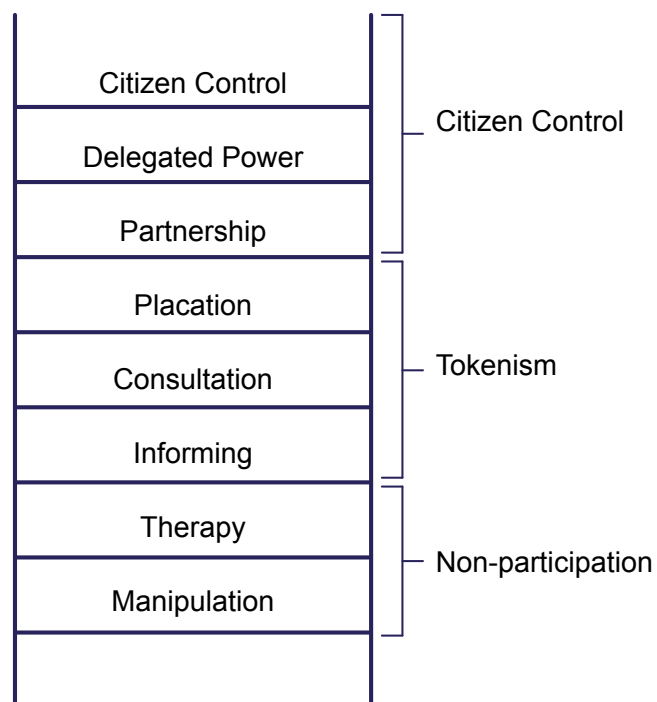 Citizen Control
Delegated Power
Partnership
Placation
Consultation
Informing
Therapy
Manipulation
Citizen Control
Tokenism
Non-participation